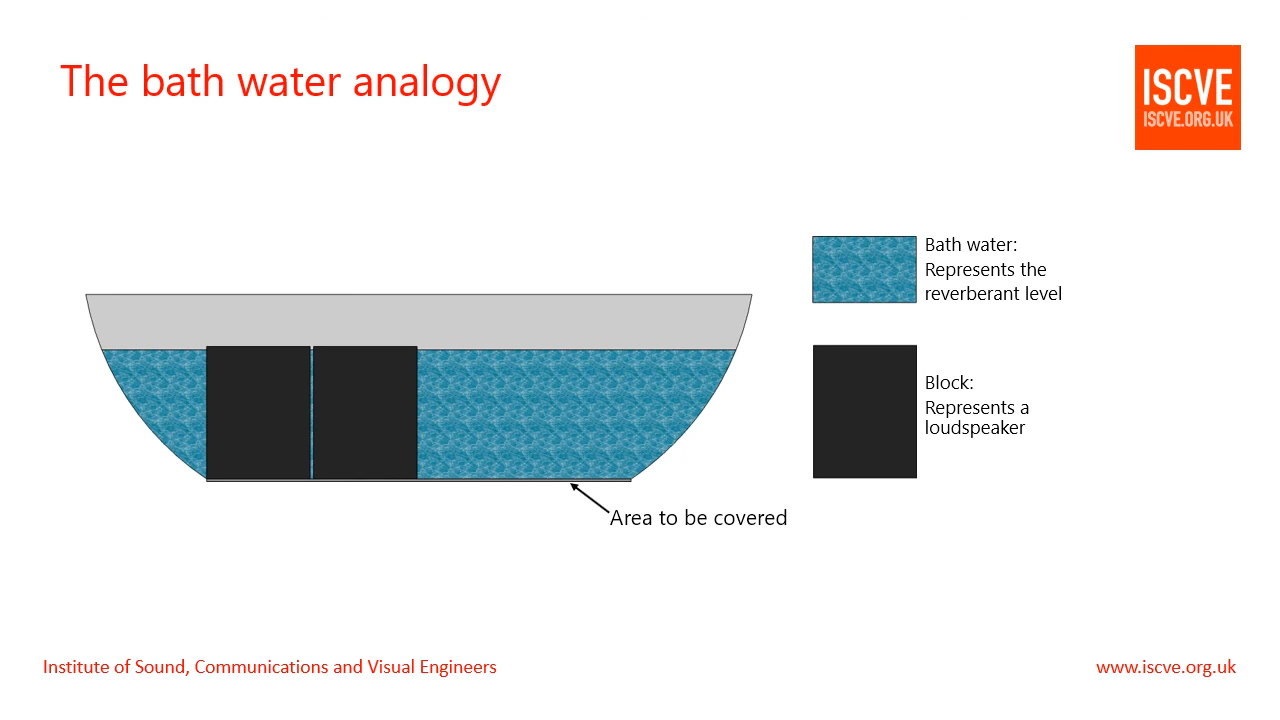 The bath water analogy
ISCVE
ISCVE.ORG.UK
Bath water:
Represents the
reverberant level
Block:
Represents a
loudspeaker
Area to be covered
Institute of Sound, Communications and Visual Engineers
www.iscve.org.uk